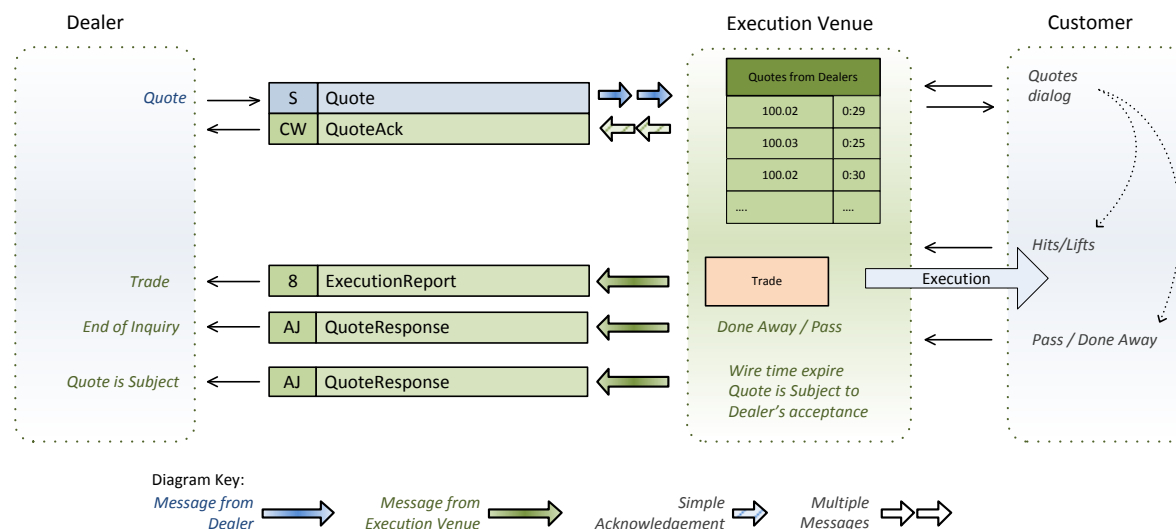 Dealer
Execution Venue
Customer
Quote
S Quote
CW QuoteAck
Quotes from Dealers
100.02 0:29
100.03 0:25
100.02 0:30
.... ....
Quotes
dialog
Hits/Lifts
Trade
8 ExecutionReport
Trade
Execution
End of Inquiry
AJ QuoteResponse
Done Away / Pass
Pass / Done Away
Quote is Subject
AJ QuoteResponse
Wire time expire
Quote is Subject to
Dealer's acceptance
Diagram Key:
Message from
Dealer
Message from
Execution Venue
Simple
Acknowledgement
Multiple
Messages